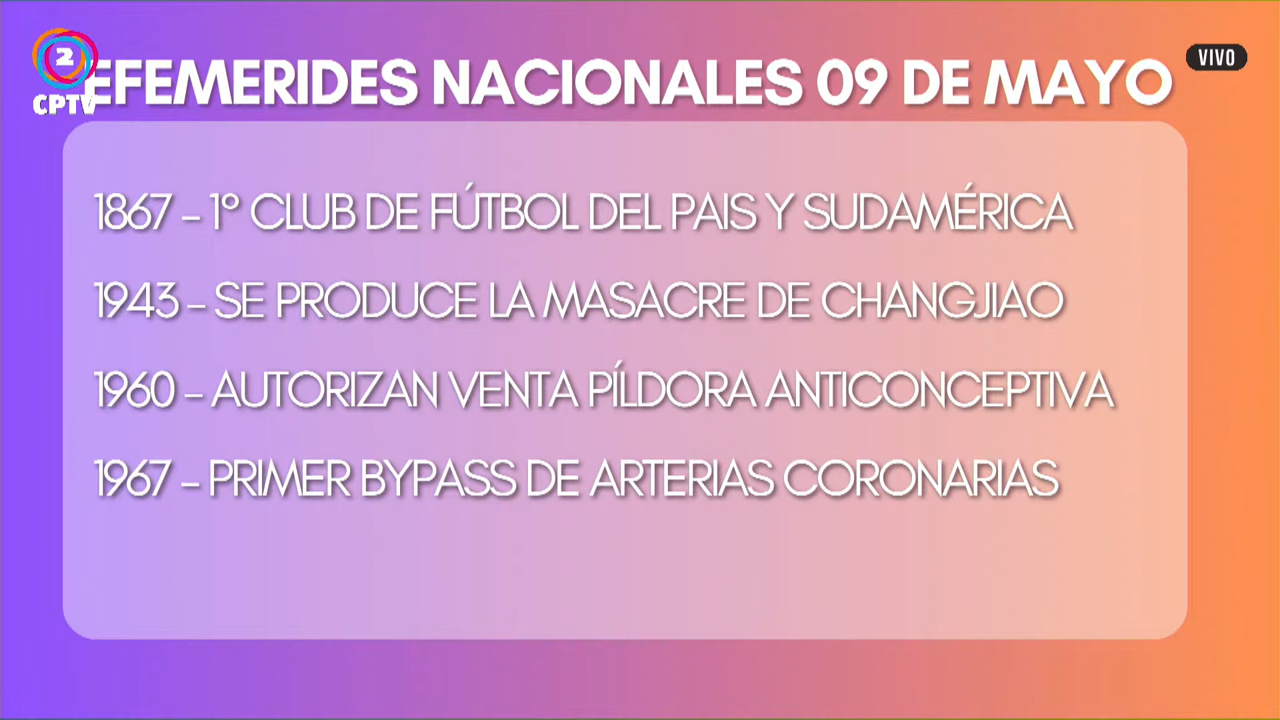 2
CPTV
EFEMERIDES NACIONALES 09 DE MAYO
VIVO
1867 – 1° CLUB DE FÚTBOL DEL PAIS Y SUDAMÉRICA
1943 – SE PRODUCE LA MASACRE DE CHANGJIAO
1960 – AUTORIZAN VENTA PÍLDORA ANTICONCEPTIVA
1967 – PRIMER BYPASS DE ARTERIAS CORONARIAS